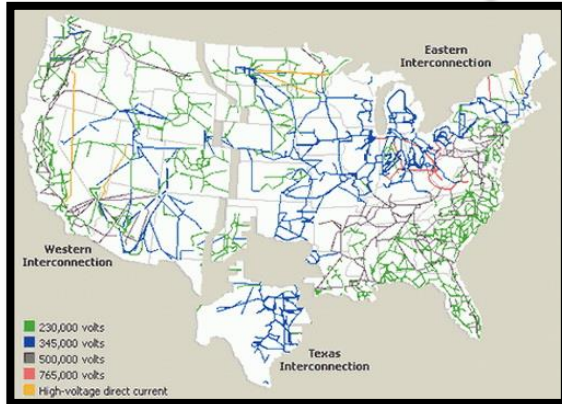 Eastern
Interconnection
Western
Interconnection
Texas
Interconnection
230,000 volts
345,000 volts
500,000 volts
765,000 volts
High-voltage direct current